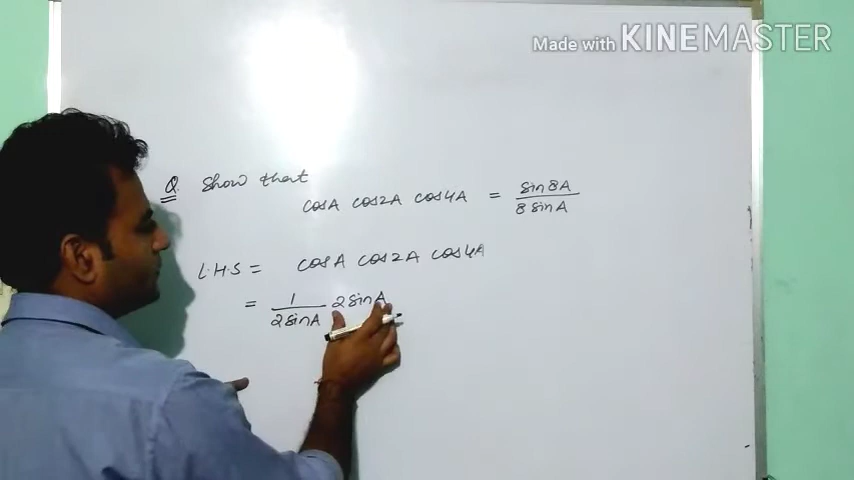 Made with KINEMASTER
Q. Show that
cosA cos2A cos4A = sin8A / 8 sinA
L.H.S = cosA cos2A cos4A
= 1 / 2sinA 2sinA